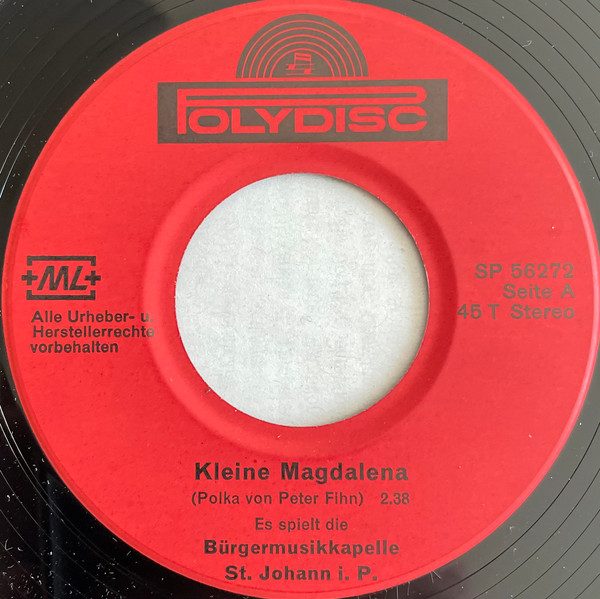 POLYDISC
+ML+
Alle Urheber- u.
Herstellerrechte
vorbehalten
SP 56272
Seite A
45 T Stereo
Kleine Magdalena
(Polka von Peter Fihn) 2.38
Es spielt die
Bürgermusikkapelle
St. Johann i. P.